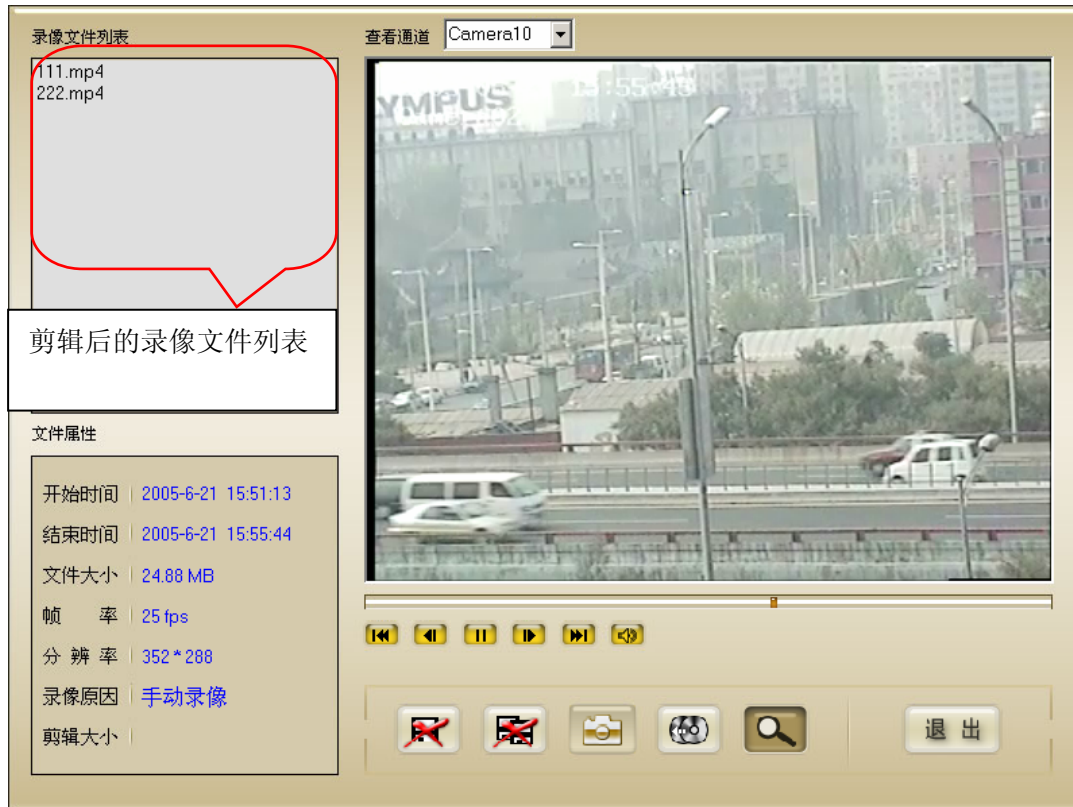 录像文件列表
查看通道 Camera10
111.mp4
222.mp4
剪辑后的录像文件列表
YMPUS
文件属性
开始时间 2005-6-21 15:51:13
结束时间 2005-6-21 15:55:44
文件大小 24.88 MB
帧 率 25 fps
分 辨 率 352*288
录像原因 手动录像
剪辑大小
退 出